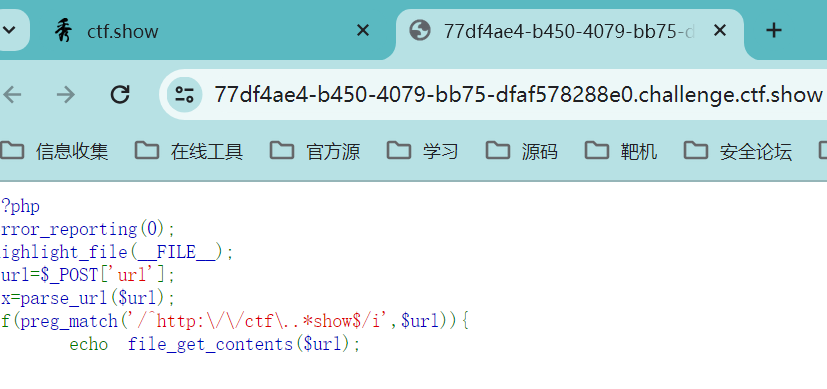 ctf.show
77df4ae4-b450-4079-bb75-d
77df4ae4-b450-4079-bb75-dfaf578288e0.challenge.ctf.show
信息收集 在线工具 官方源 学习 源码 靶机 安全论坛
?php
rror_reporting(0);
ighlight_file(__FILE__);
url=$_POST['url'];
x=parse_url($url);
f(preg_match('/^http:\/\/ctf\..*show$/i',$url)){
echo file_get_contents($url);